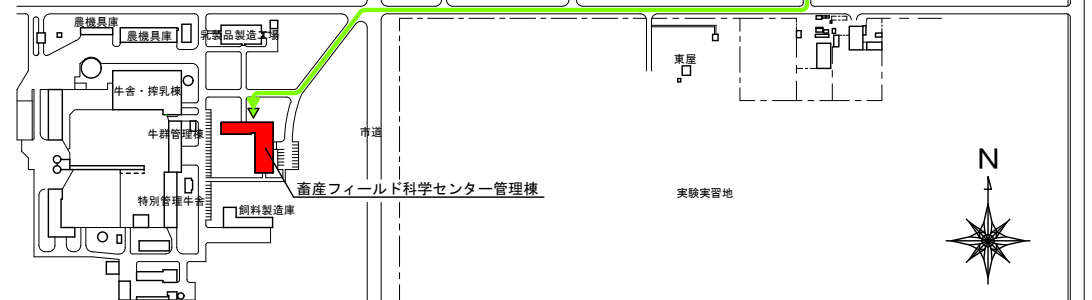 農機具庫
農機具庫
乳製品製造工場
東屋
牛舎・搾乳棟
牛群管理棟
市道
N
畜産フィールド科学センター管理棟
実験実習地
特別管理牛舎
飼料製造庫